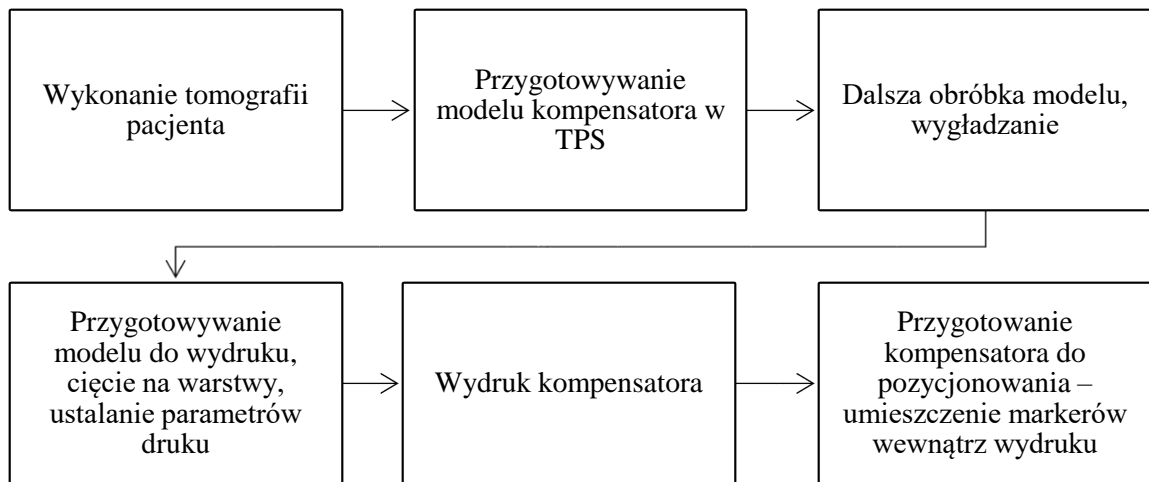 Wykonanie tomografii
pacjenta
Przygotowywanie
modelu kompensatora w
TPS
Dalsza obróbka modelu,
wygładzanie
Przygotowywanie
modelu do wydruku,
cięcie na warstwy,
ustalanie parametrów
druku
Wydruk kompensatora
Przygotowanie
kompensatora do
pozycjonowania –
umieszczenie markerów
wewnątrz wydruku